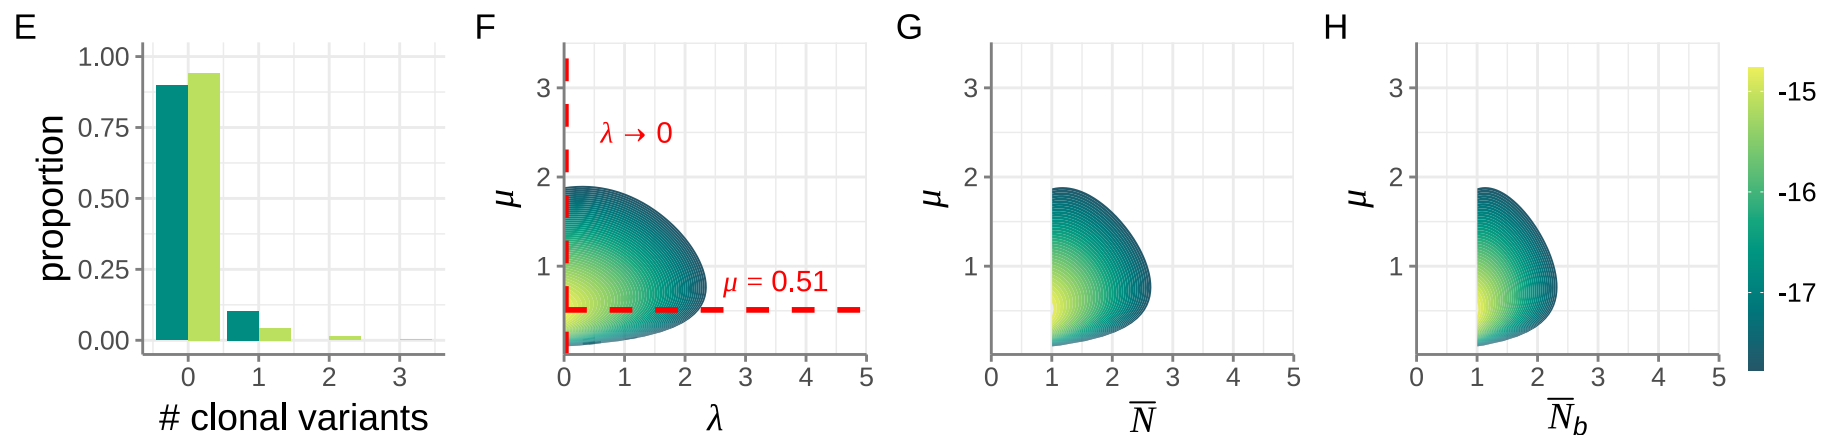 E
1.00
0.75
0.50
0.25
0.00
proportion
0 1 2 3
# clonal variants
F
3
2
1
μ
λ → 0
μ = 0.51
0 1 2 3 4 5
λ
G
3
2
1
μ
0 1 2 3 4 5
N̅
H
3
2
1
μ
0 1 2 3 4 5
N̅_b
-15
-16
-17